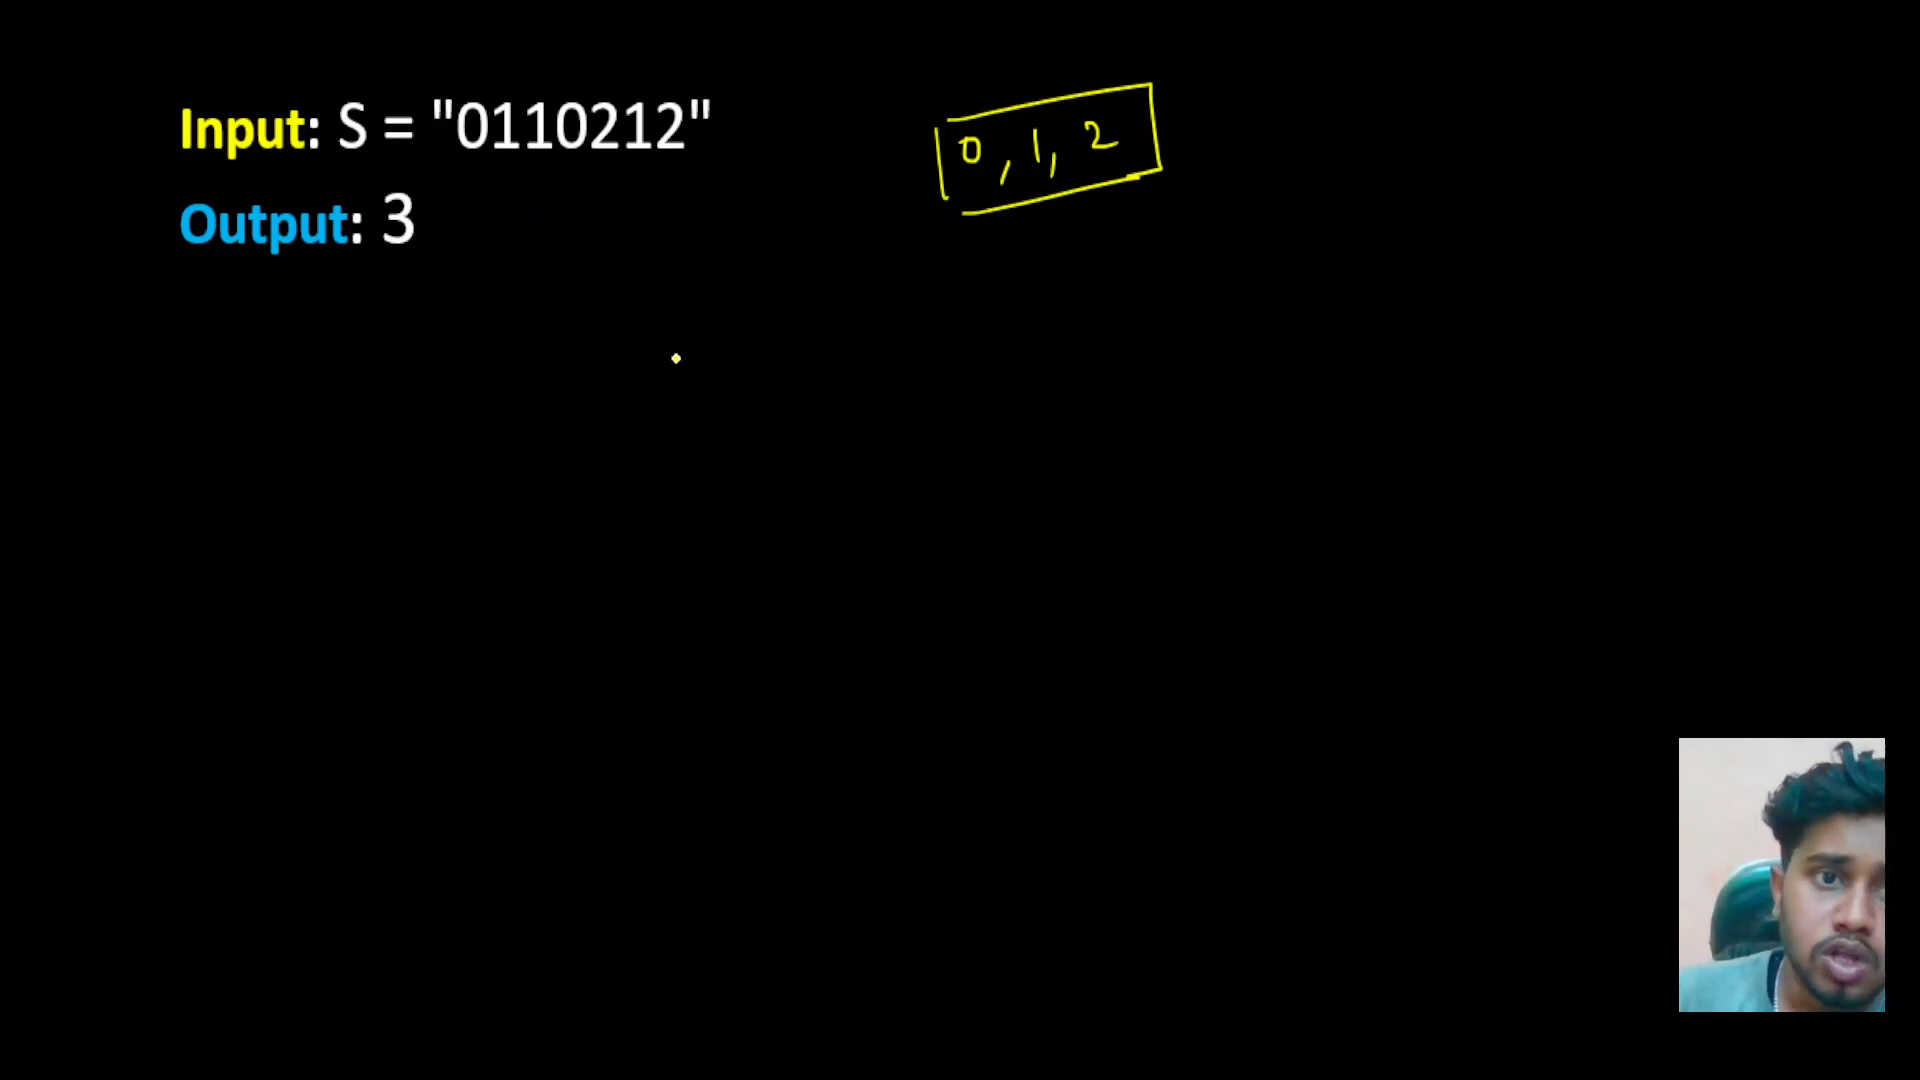 Input: S = "0110212"
0, 1, 2
Output: 3